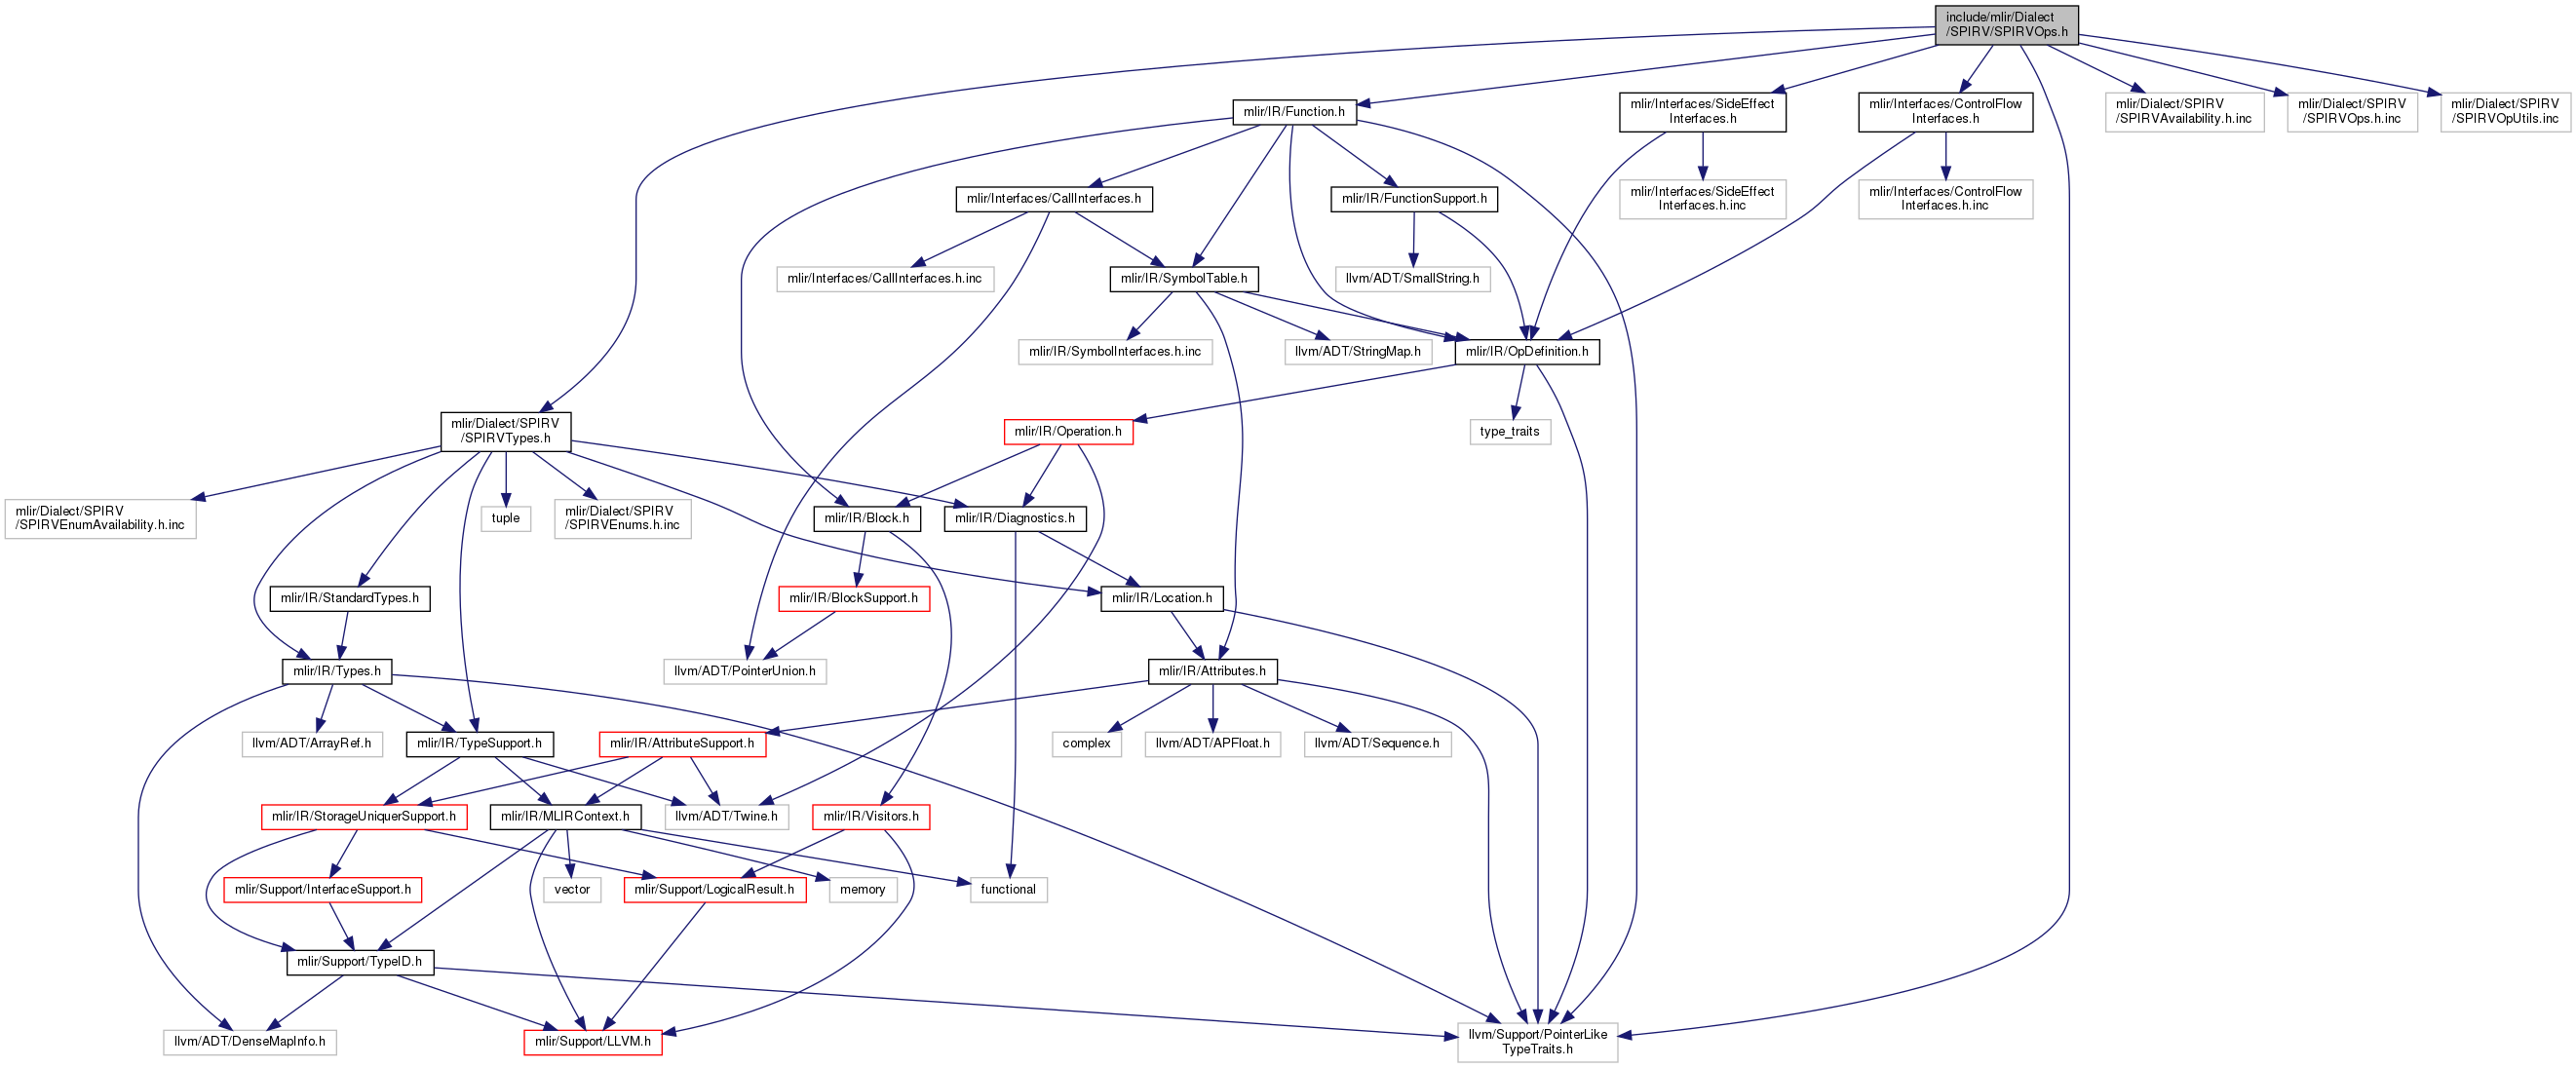 include/mlir/Dialect
/SPIRV/SPIRVOps.h
mlir/IR/Function.h
mlir/Interfaces/SideEffect
Interfaces.h
mlir/Interfaces/ControlFlow
Interfaces.h
mlir/Dialect/SPIRV
/SPIRVAvailability.h.inc
mlir/Dialect/SPIRV
/SPIRVOps.h.inc
mlir/Dialect/SPIRV
/SPIRVOpUtils.inc
mlir/Interfaces/CallInterfaces.h
mlir/IR/FunctionSupport.h
mlir/Interfaces/SideEffect
Interfaces.h.inc
mlir/Interfaces/ControlFlow
Interfaces.h.inc
mlir/Interfaces/CallInterfaces.h.inc
mlir/IR/SymbolTable.h
llvm/ADT/SmallString.h
mlir/IR/SymbolInterfaces.h.inc
llvm/ADT/StringMap.h
mlir/IR/OpDefinition.h
mlir/Dialect/SPIRV
/SPIRVTypes.h
mlir/IR/Operation.h
type_traits
mlir/Dialect/SPIRV
/SPIRVEnumAvailability.h.inc
tuple
mlir/Dialect/SPIRV
/SPIRVEnums.h.inc
mlir/IR/Block.h
mlir/IR/Diagnostics.h
mlir/IR/StandardTypes.h
mlir/IR/BlockSupport.h
mlir/IR/Location.h
mlir/IR/Types.h
llvm/ADT/PointerUnion.h
mlir/IR/Attributes.h
llvm/ADT/ArrayRef.h
mlir/IR/TypeSupport.h
mlir/IR/AttributeSupport.h
complex
llvm/ADT/APFloat.h
llvm/ADT/Sequence.h
mlir/IR/StorageUniquerSupport.h
mlir/IR/MLIRContext.h
llvm/ADT/Twine.h
mlir/IR/Visitors.h
mlir/Support/InterfaceSupport.h
vector
mlir/Support/LogicalResult.h
memory
functional
mlir/Support/TypeID.h
llvm/ADT/DenseMapInfo.h
mlir/Support/LLVM.h
llvm/Support/PointerLike
TypeTraits.h